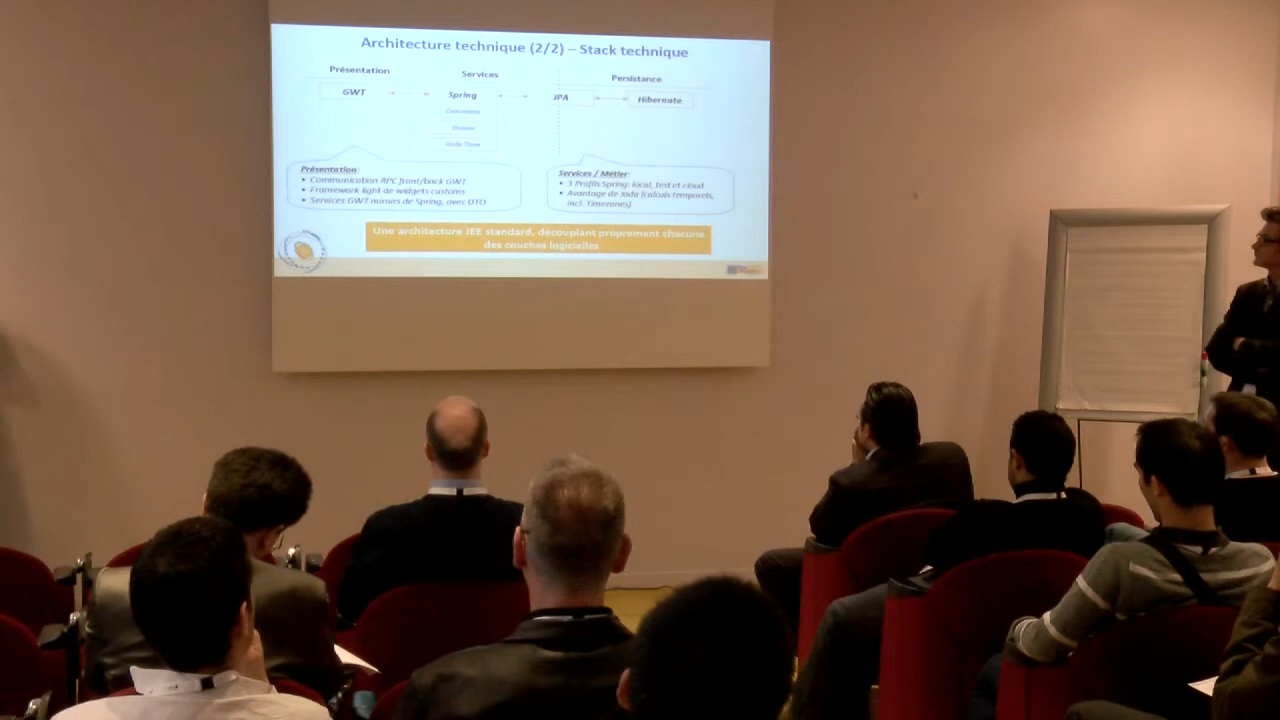 Architecture technique (2/2) – Stack technique
Présentation
Services
Persistance
GWT
Spring
JPA
Hibernate
Commons
Joda Time
Présentation:
• Communication RPC front/back GWT
• Framework light de widgets customs
• Services GWT miroirs de Spring, avec DTO
Services / Métier:
• 3 Profils Spring: local, test et cloud
• Avantage de Joda (calculs temporels,
incl. Timezones)
Une architecture JEE standard, découplant proprement chacune
des couches logicielles